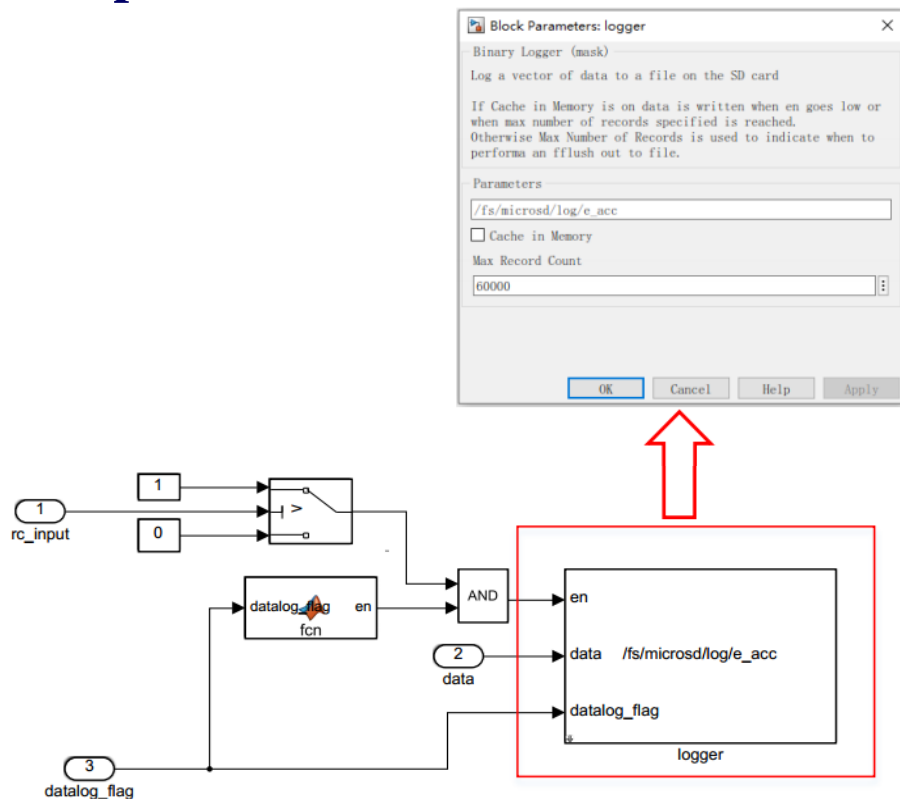 Block Parameters: logger
Binary Logger (mask)
Log a vector of data to a file on the SD card
If Cache in Memory is on data is written when en goes low or
when max number of records specified is reached.
Otherwise Max Number of Records is used to indicate when to
performa an fflush out to file.
Parameters
/fs/microsd/log/e_acc
Cache in Memory
Max Record Count
60000
OK
Cancel
Help
Apply
1
1
rc_input
>
0
datalog_flag
en
fcn
AND
en
2
data
data
/fs/microsd/log/e_acc
datalog_flag
logger
3
datalog_flag